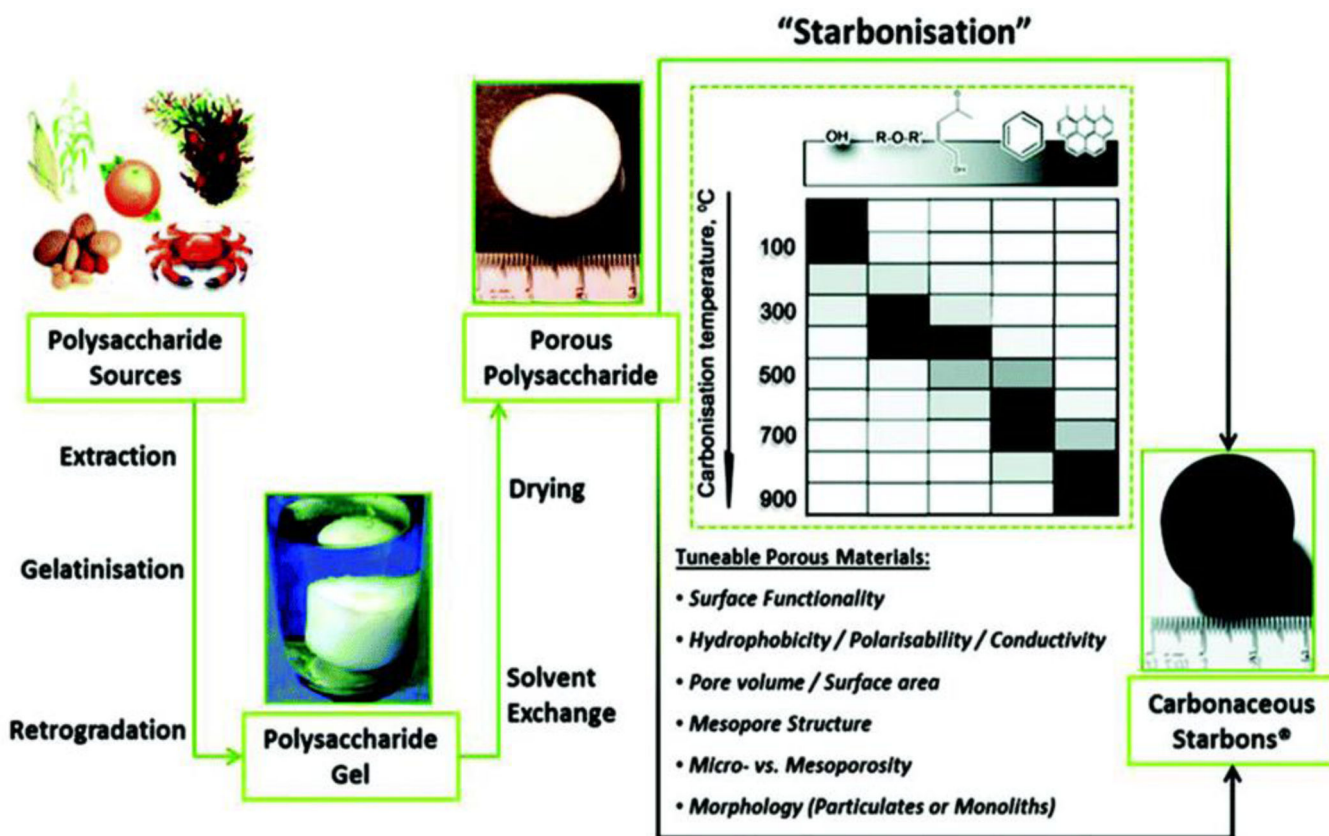 “Starbonisation”
OH
R-O-R'
OH
Carbonisation temperature, ºC
100
300
500
700
900
Polysaccharide
Sources
Extraction
Gelatinisation
Retrogradation
Polysaccharide
Gel
Solvent
Exchange
Drying
Porous
Polysaccharide
Tuneable Porous Materials:
• Surface Functionality
• Hydrophobicity / Polarisability / Conductivity
• Pore volume / Surface area
• Mesopore Structure
• Micro- vs. Mesoporosity
• Morphology (Particulates or Monoliths)
Carbonaceous
Starbons®